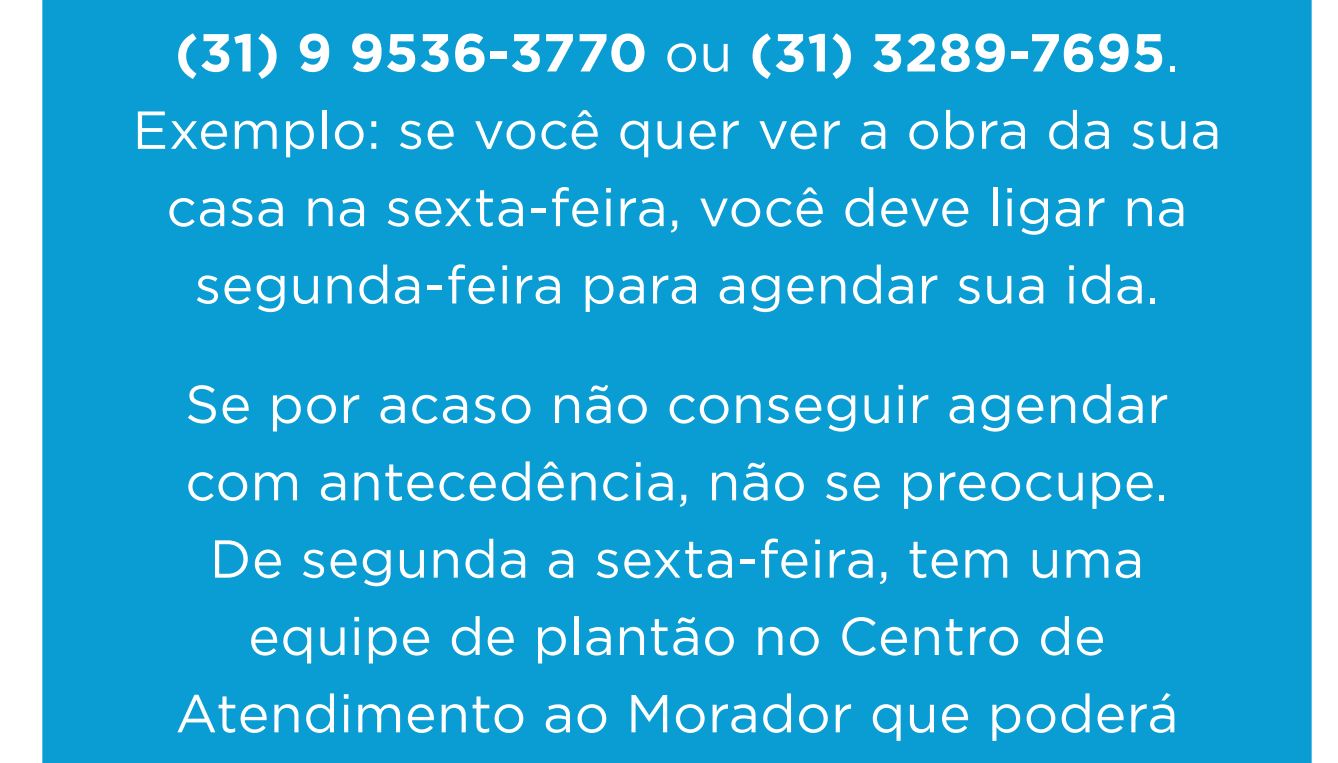 (31) 9 9536-3770 ou (31) 3289-7695.
Exemplo: se você quer ver a obra da sua
casa na sexta-feira, você deve ligar na
segunda-feira para agendar sua ida.
Se por acaso não conseguir agendar
com antecedência, não se preocupe.
De segunda a sexta-feira, tem uma
equipe de plantão no Centro de
Atendimento ao Morador que poderá